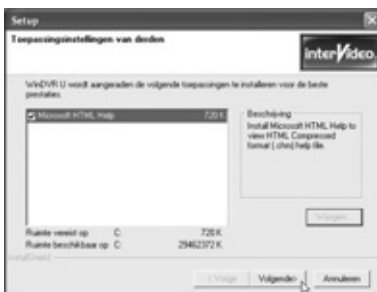 Setup
Toepassingsinstellingen van derden
InterVideo
WinDVR U wordt aangeraden de volgende toepassingen te installeren voor de beste
prestaties.
Microsoft HTML Help 720 K
Beschrijving
Install Microsoft HTML Help to
view HTML Compressed
format (.chm) help file.
Wijzigen...
Ruimte vereist op C: 720 K
Ruimte beschikbaar op C: 29462372 K
InstallShield
< Vorige Volgende> Annuleren